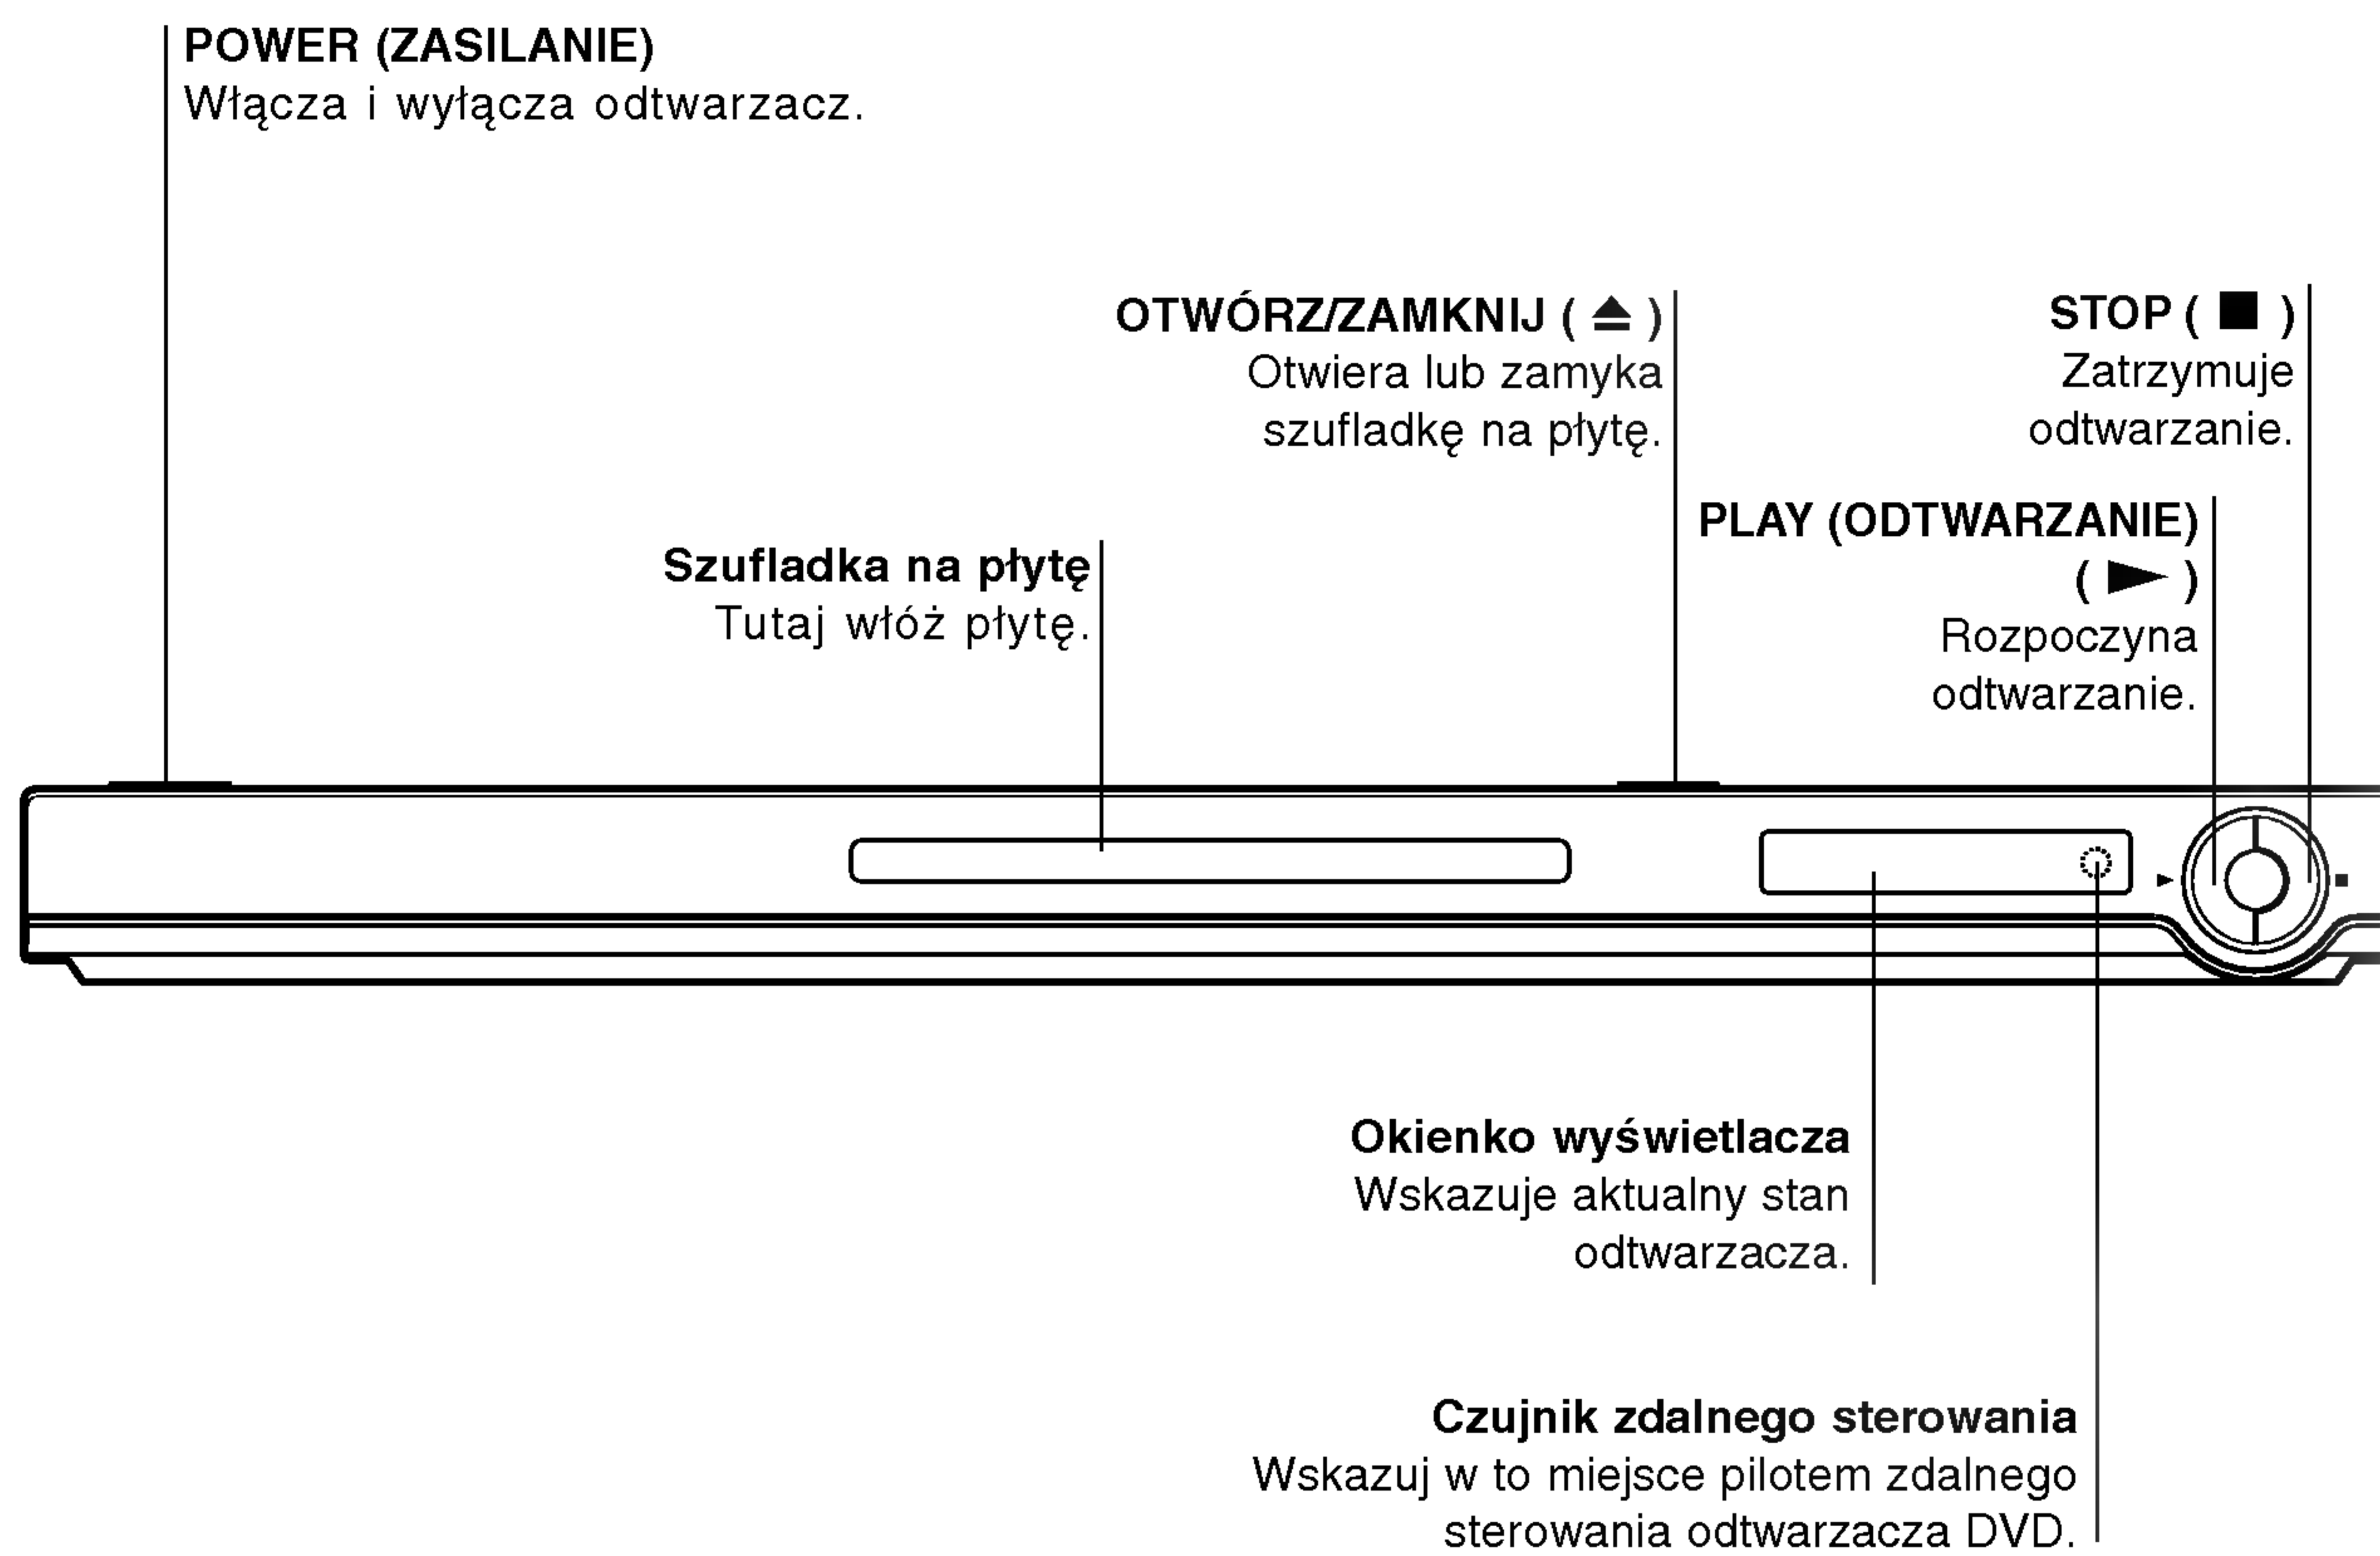 POWER (ZASILANIE)
Włącza i wyłącza odtwarzacz.
OTWÓRZ/ZAMKNIJ ( ⏏ )
Otwiera lub zamyka
szufladkę na płytę.
STOP ( ■ )
Zatrzymuje
odtwarzanie.
PLAY (ODTWARZANIE)
( ► )
Rozpoczyna
odtwarzanie.
Szufladka na płytę
Tutaj włóż płytę.
Okienko wyświetlacza
Wskazuje aktualny stan
odtwarzacza.
Czujnik zdalnego sterowania
Wskazuj w to miejsce pilotem zdalnego
sterowania odtwarzacza DVD.